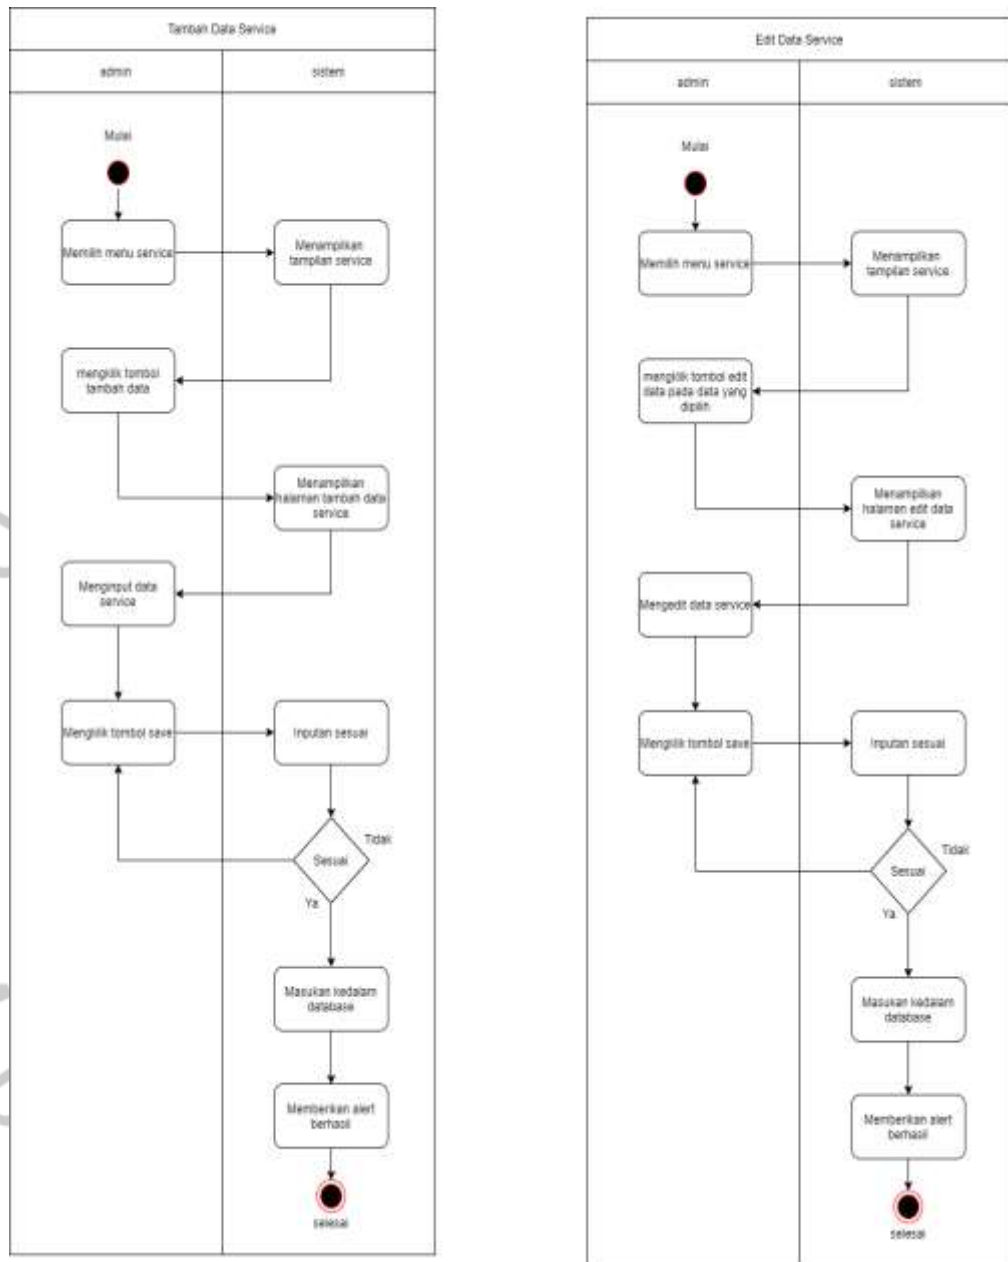 Tambah Data Service
admin
sistem
Mulai
Memilih menu service
Menampilkan
tampilan service
mengklik tombol
tambah data
Menampilkan
halaman tambah data
service
Menginput data
service
Mengklik tombol save
Inputan sesuai
Sesuai
Tidak
Ya
Masukan kedalam
database
Memberikan alert
berhasil
selesai
Edit Data Service
admin
sistem
Mulai
Memilih menu service
Menampilkan
tampilan service
mengklik tombol edit
data pada data yang
dipilih
Menampilkan
halaman edit data
service
Mengedit data service
Mengklik tombol save
Inputan sesuai
Sesuai
Tidak
Ya
Masukan kedalam
database
Memberikan alert
berhasil
selesai